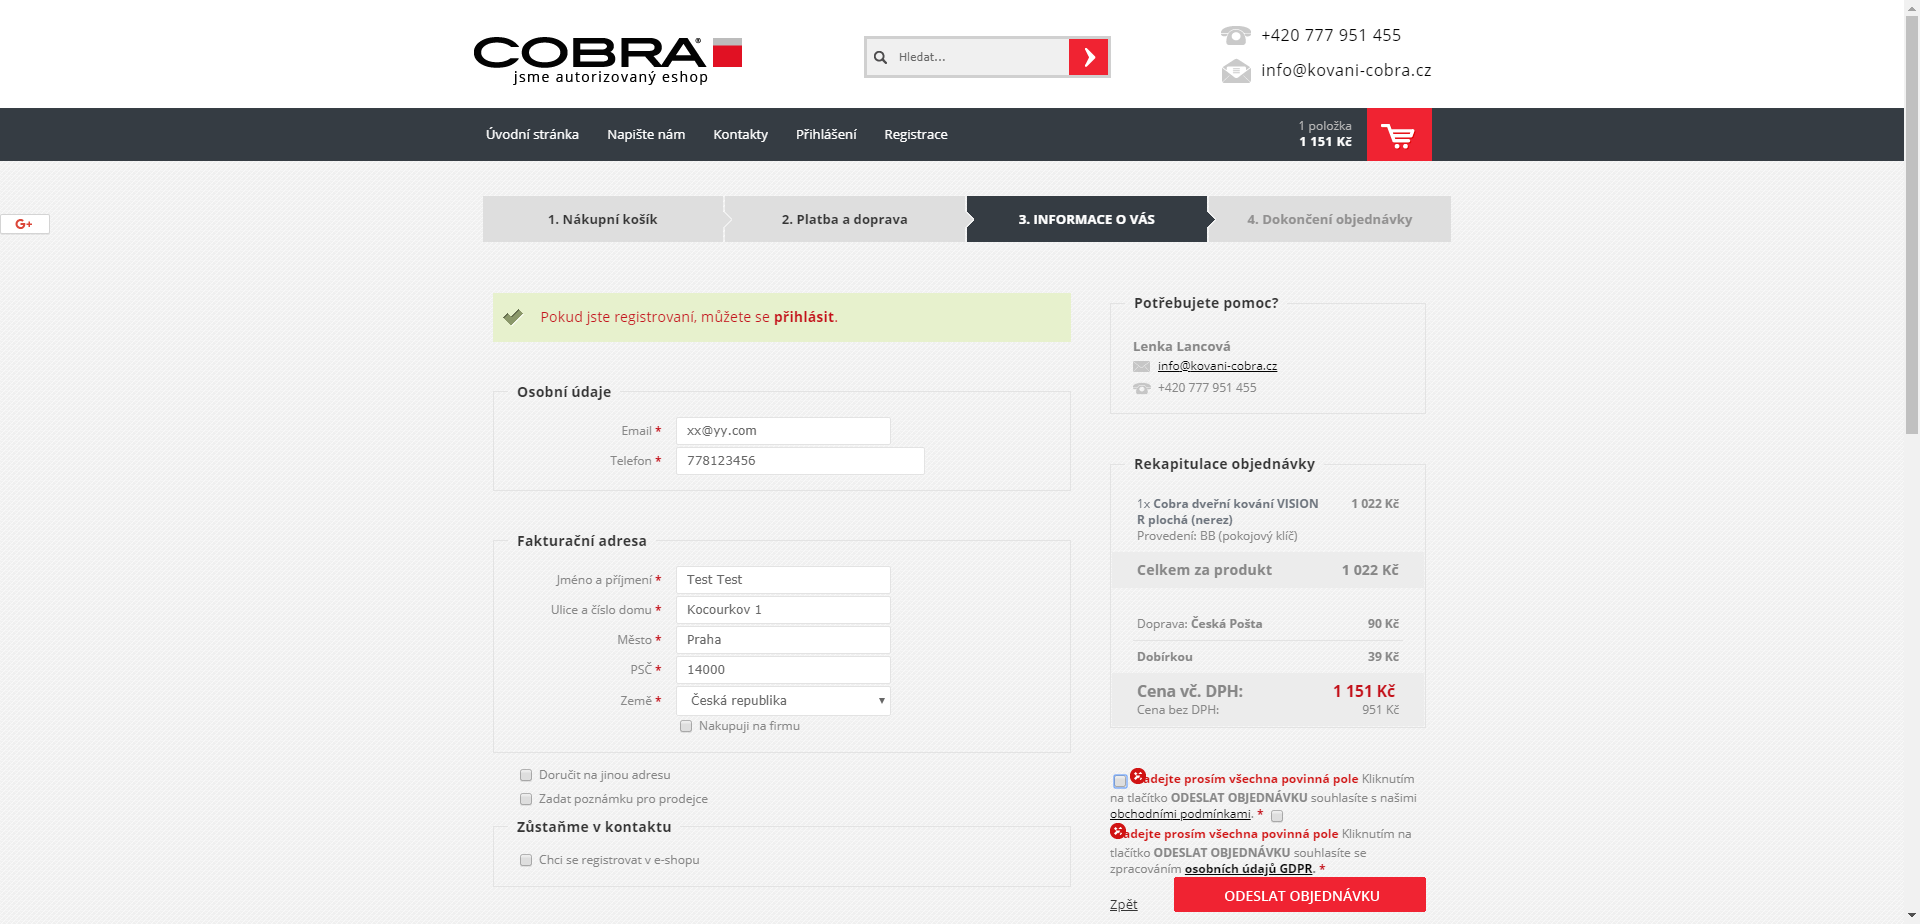 COBRA®
jsme autorizovaný eshop
Hledat...
+420 777 951 455
info@kovani-cobra.cz
Úvodní stránka
Napište nám
Kontakty
Přihlášení
Registrace
1 položka
1 151 Kč
G+
1. Nákupní košík
2. Platba a doprava
3. INFORMACE O VÁS
4. Dokončení objednávky
Pokud jste registrovaní, můžete se přihlásit.
Osobní údaje
Email * xx@yy.com
Telefon * 778123456
Fakturační adresa
Jméno a příjmení * Test Test
Ulice a číslo domu * Kocourkov 1
Město * Praha
PSČ * 14000
Země * Česká republika
Nakupuji na firmu
Doručit na jinou adresu
Zadat poznámku pro prodejce
Zůstaňme v kontaktu
Chci se registrovat v e-shopu
Potřebujete pomoc?
Lenka Lancová
info@kovani-cobra.cz
+420 777 951 455
Rekapitulace objednávky
1x Cobra dveřní kování VISION 1 022 Kč
R plochá (nerez)
Provedení: BB (pokojový klíč)
Celkem za produkt 1 022 Kč
Doprava: Česká Pošta 90 Kč
Dobírkou 39 Kč
Cena vč. DPH: 1 151 Kč
Cena bez DPH: 951 Kč
adejte prosím všechna povinná pole Kliknutím
na tlačítko ODESLAT OBJEDNÁVKU souhlasíte s našimi
obchodními podmínkami. *
adejte prosím všechna povinná pole Kliknutím na
tlačítko ODESLAT OBJEDNÁVKU souhlasíte se
zpracováním osobních údajů GDPR. *
Zpět
ODESLAT OBJEDNÁVKU